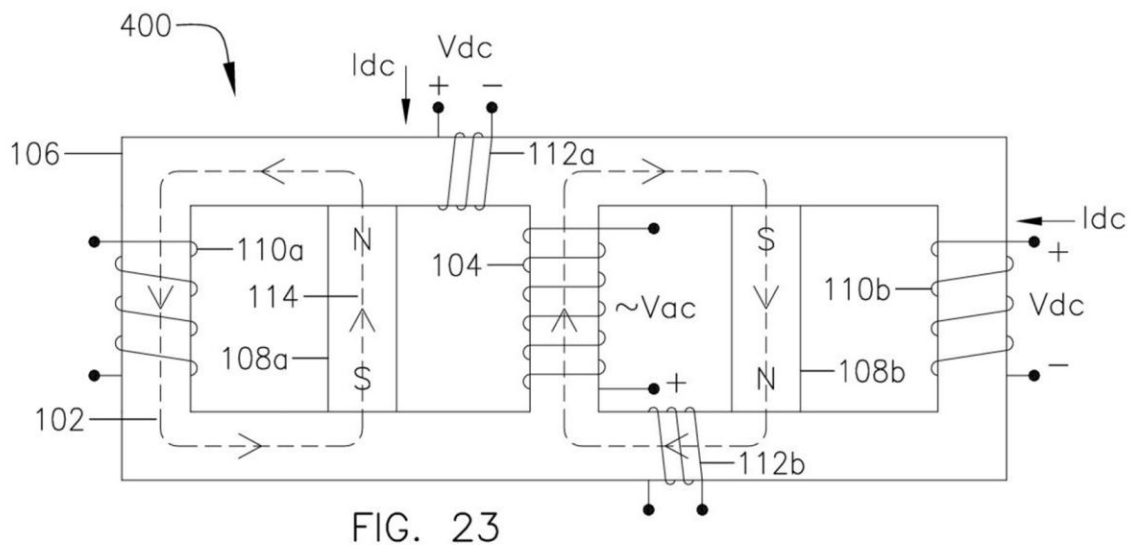 400
Vdc
Idc
+ −
106
112a
N
S
Idc
110a
104
+
114
~Vac
110b
Vdc
108a
S
+
N
108b
−
102
112b
FIG. 23